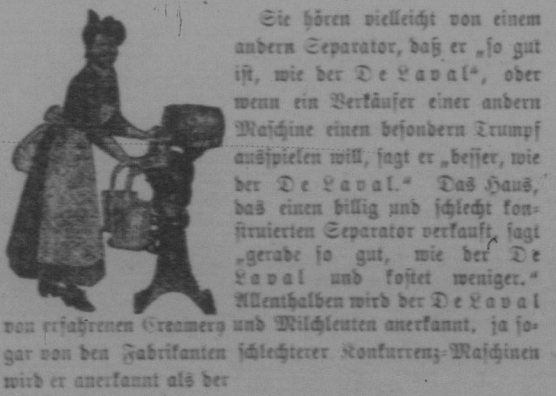 Sie hören vielleicht von einem
andern Separator, daß er „so gut
ist, wie der De Laval“, oder
wenn ein Verkäufer einer andern
Maschine einen besondern Trumpf
ausspielen will, sagt er „besser, wie
der De Laval.“ Das Haus,
das einen billig und schlecht kon-
struierten Separator verkauft, sagt
„gerade so gut, wie der De
Laval und kostet weniger.“
Allenthalben wird der De Laval
von erfahrenen Creamery und Milchleuten anerkannt, ja so-
gar von den Fabrikanten schlechterer Konkurrenz-Maschinen
wird er anerkannt als der